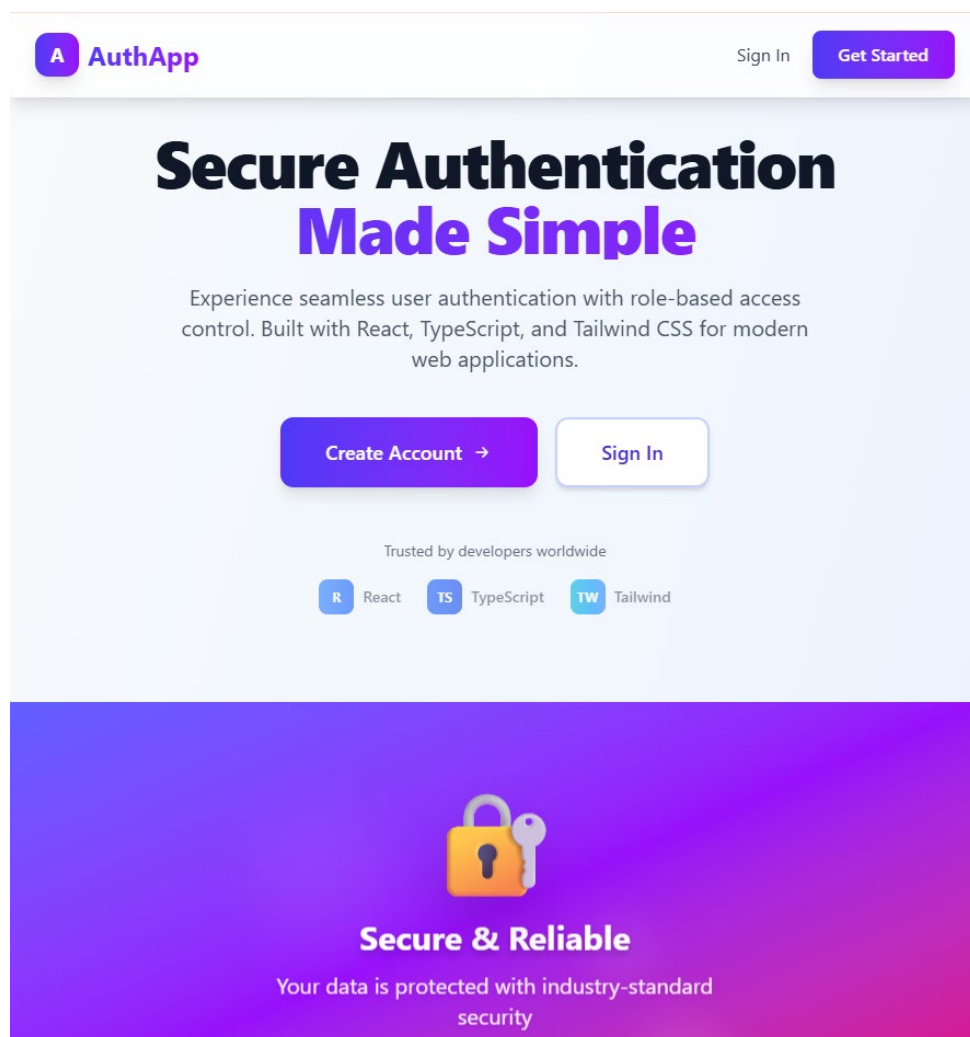 A AuthApp
Sign In
Get Started
Secure Authentication
Made Simple
Experience seamless user authentication with role-based access
control. Built with React, TypeScript, and Tailwind CSS for modern
web applications.
Create Account →
Sign In
Trusted by developers worldwide
R React
TS TypeScript
TW Tailwind
Secure & Reliable
Your data is protected with industry-standard
security